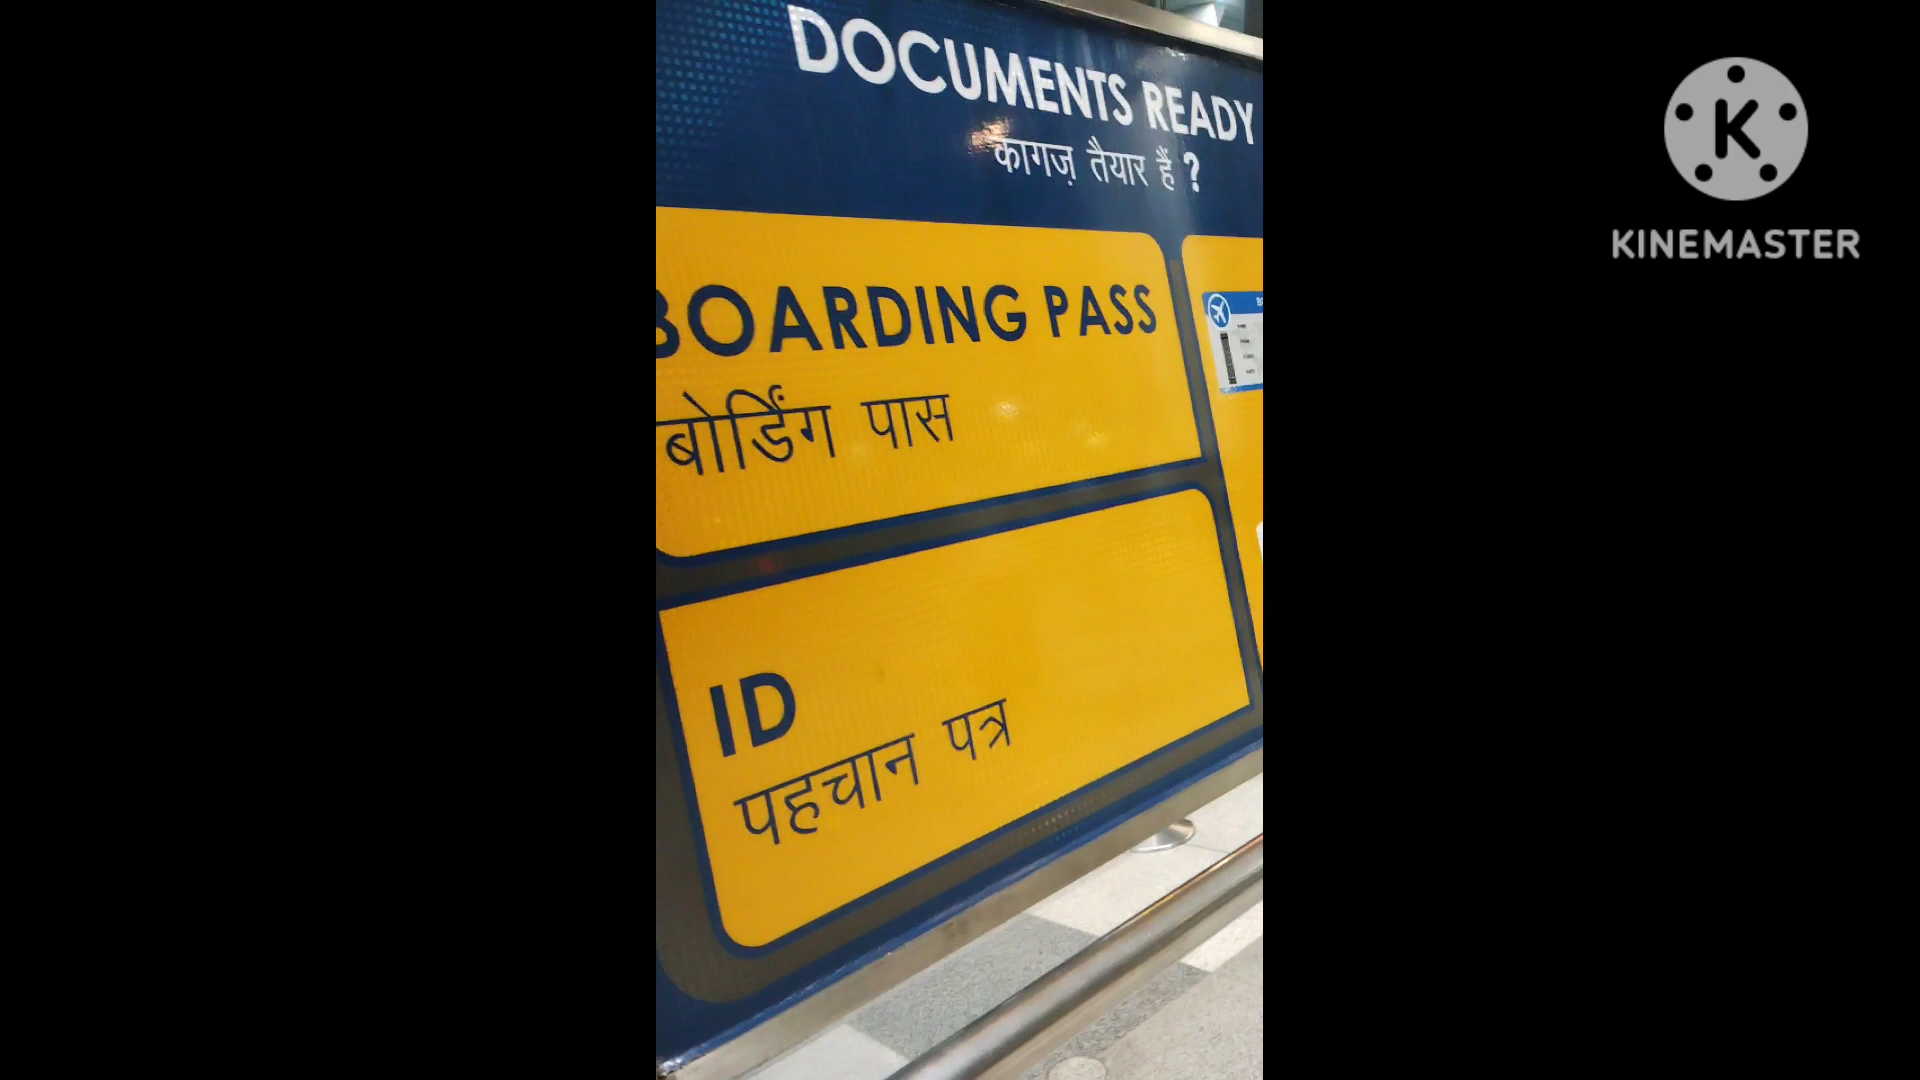 DOCUMENTS READY
कागज़ तैयार हैं ?
BOARDING PASS
बोर्डिंग पास
ID
पहचान पत्र
K
KINEMASTER